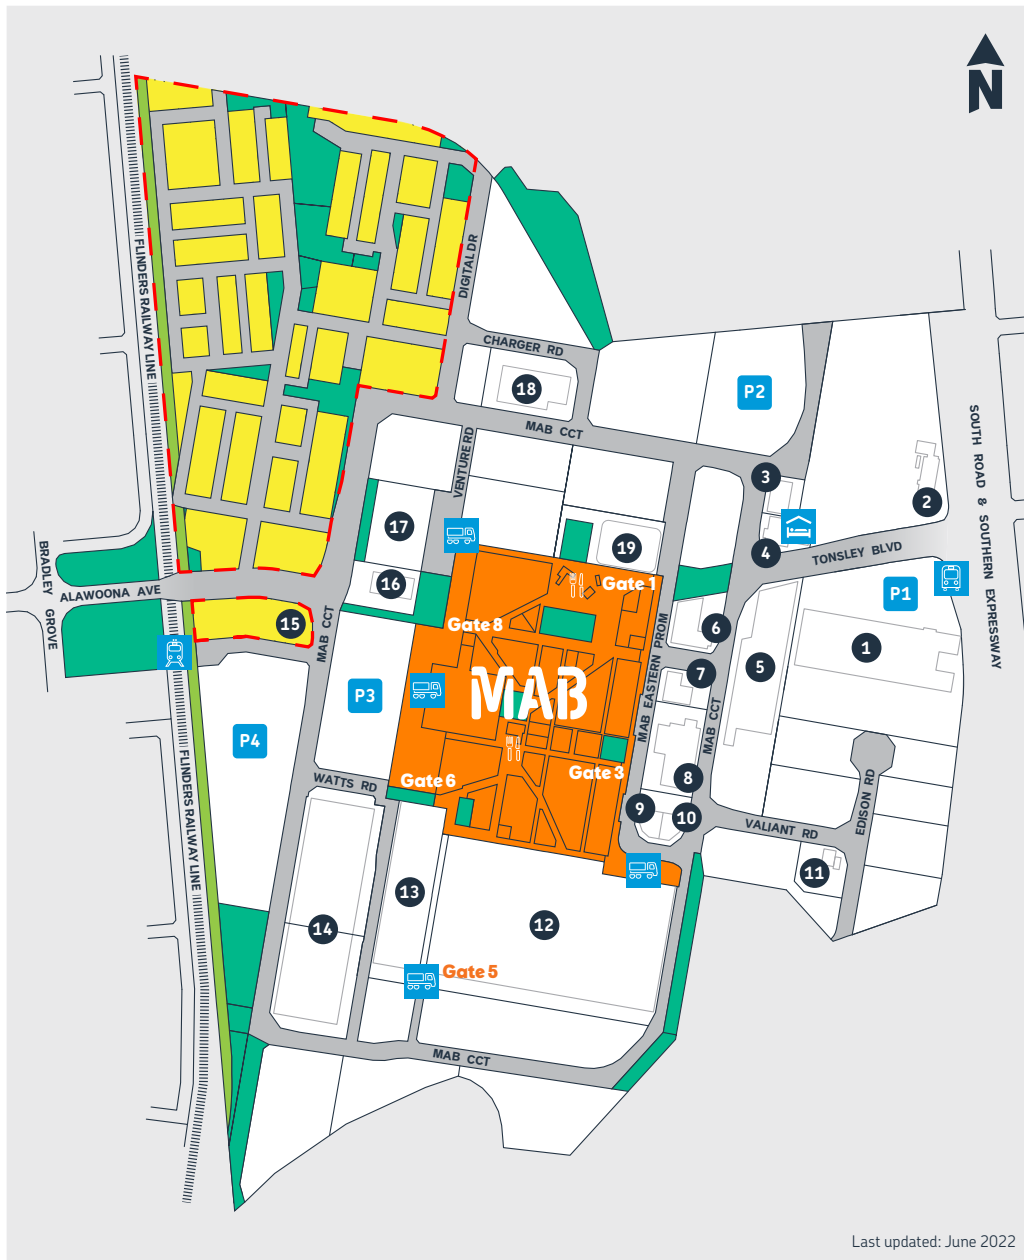 N
FLINDERS RAILWAY LINE
DIGITAL DR
CHARGER RD
18
P2
MAB CCT
VENTURE RD
3
2
SOUTH ROAD & SOUTHERN EXPRESSWAY
17
19
4
TONSLEY BLVD
BRADLEY GROVE
ALAWOONA AVE
16
Gate 1
P1
15
MAB CCT
Gate 8
6
MAB EASTERN PROM
1
5
7
P3
MAB
MAB CCT
P4
Gate 3
8
WATTS RD
Gate 6
9
10
VALIANT RD
EDISON RD
FLINDERS RAILWAY LINE
11
13
12
14
Gate 5
MAB CCT
Last updated: June 2022